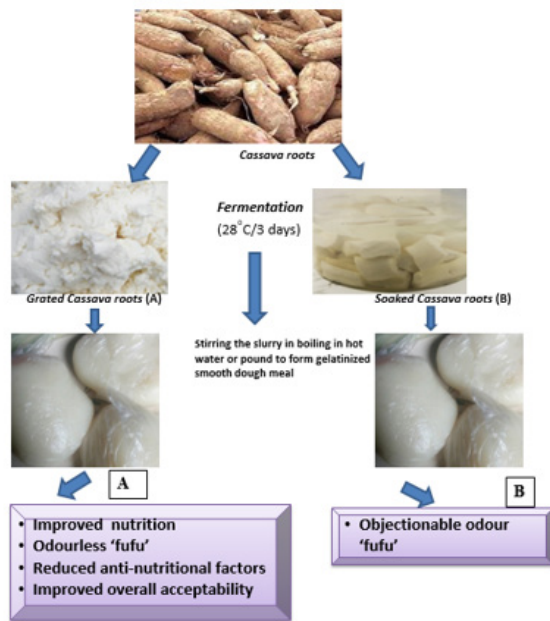 Cassava roots
Fermentation
(28°C/3 days)
Grated Cassava roots (A)
Soaked Cassava roots (B)
Stirring the slurry in boiling in hot
water or pound to form gelatinized
smooth dough meal
A
B
• Improved nutrition
• Odourless ‘fufu’
• Reduced anti-nutritional factors
• Improved overall acceptability
• Objectionable odour
‘fufu’